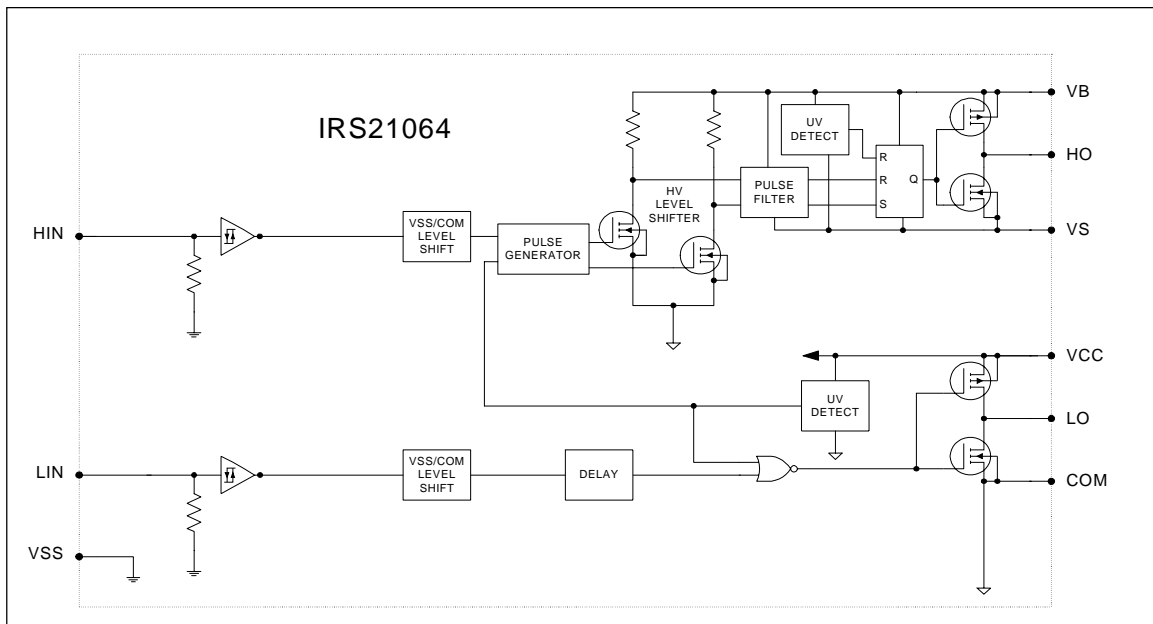 IRS21064
VB
UV
DETECT
HO
R
R
Q
S
PULSE
FILTER
HV
LEVEL
SHIFTER
VS
HIN
VSS/COM
LEVEL
SHIFT
PULSE
GENERATOR
VCC
UV
DETECT
LO
LIN
VSS/COM
LEVEL
SHIFT
DELAY
COM
VSS